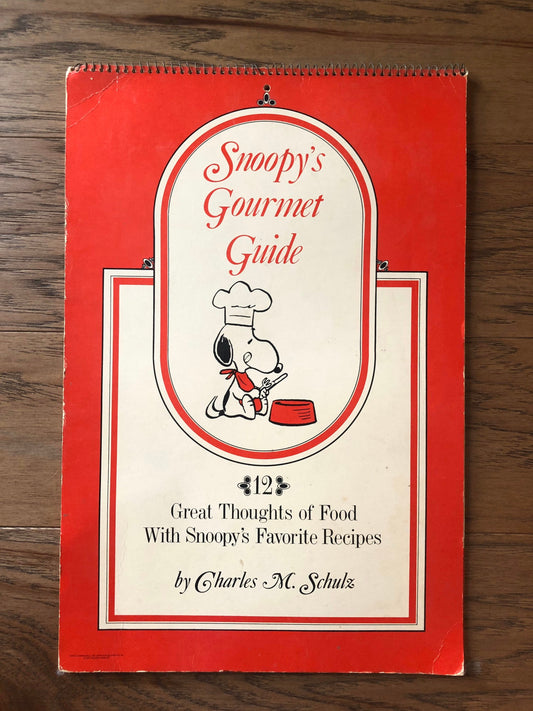 Snoopy's
Gourmet
Guide
12
Great Thoughts of Food
With Snoopy's Favorite Recipes
by Charles M. Schulz